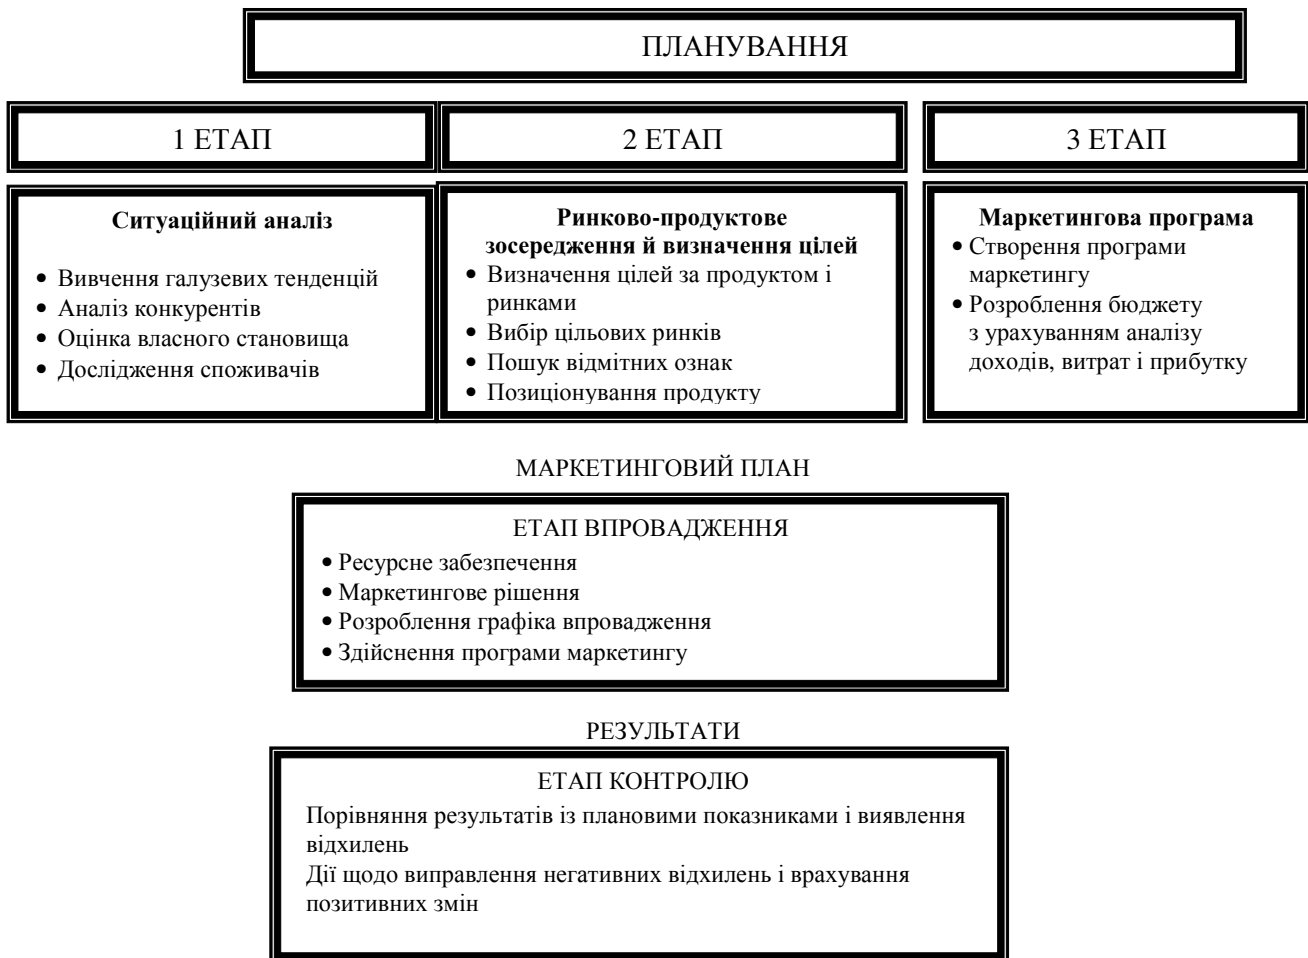 ПЛАНУВАННЯ
1 ЕТАП
2 ЕТАП
3 ЕТАП
Ситуаційний аналіз
• Вивчення галузевих тенденцій
• Аналіз конкурентів
• Оцінка власного становища
• Дослідження споживачів
Ринково-продуктове
зосередження й визначення цілей
• Визначення цілей за продуктом і
ринками
• Вибір цільових ринків
• Пошук відмітних ознак
• Позиціонування продукту
Маркетингова програма
• Створення програми
маркетингу
• Розроблення бюджету
з урахуванням аналізу
доходів, витрат і прибутку
МАРКЕТИНГОВИЙ ПЛАН
ЕТАП ВПРОВАДЖЕННЯ
• Ресурсне забезпечення
• Маркетингове рішення
• Розроблення графіка впровадження
• Здійснення програми маркетингу
РЕЗУЛЬТАТИ
ЕТАП КОНТРОЛЮ
Порівняння результатів із плановими показниками і виявлення
відхилень
Дії щодо виправлення негативних відхилень і врахування
позитивних змін